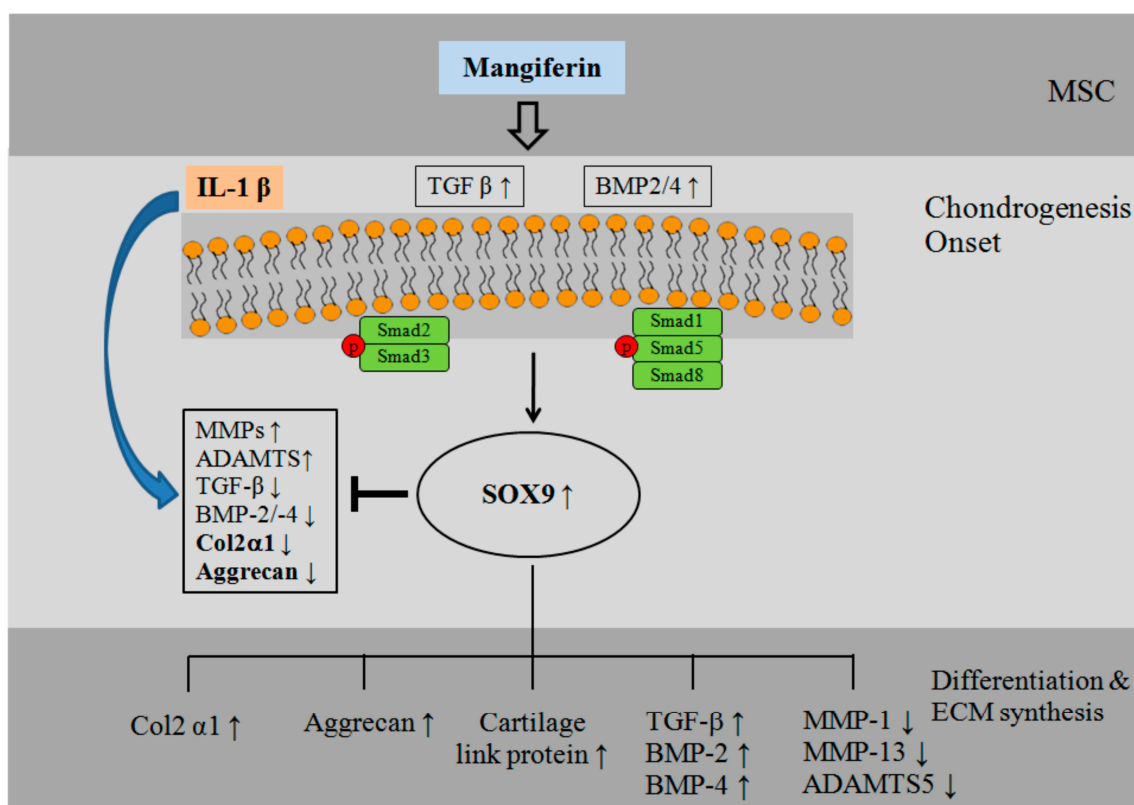 Mangiferin
MSC
IL-1 β
TGF β ↑
BMP2/4 ↑
Chondrogenesis
Onset
Smad2
p
Smad3
Smad1
p
Smad5
Smad8
MMPs ↑
ADAMTS↑
TGF-β ↓
BMP-2/-4 ↓
Col2α1 ↓
Aggrecan ↓
SOX9 ↑
Differentiation &
ECM synthesis
Col2 α1 ↑
Aggrecan ↑
Cartilage
link protein ↑
TGF-β ↑
BMP-2 ↑
BMP-4 ↑
MMP-1 ↓
MMP-13 ↓
ADAMTS5 ↓